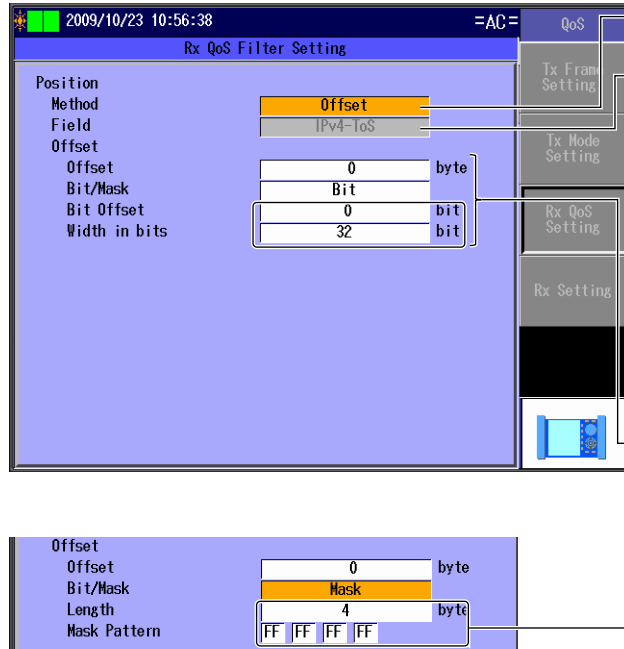 2009/10/23 10:56:38 =AC= QoS
Rx QoS Filter Setting
Tx Frame
Setting
Position
Method Offset
Field IPv4-ToS
Offset
Tx Mode
Setting
Offset 0 byte
Bit/Mask Bit
Bit Offset 0 bit
Width in bits 32 bit
Rx QoS
Setting
Rx Setting
Offset
Offset 0 byte
Bit/Mask Mask
Length 4 byte
Mask Pattern FF FF FF FF